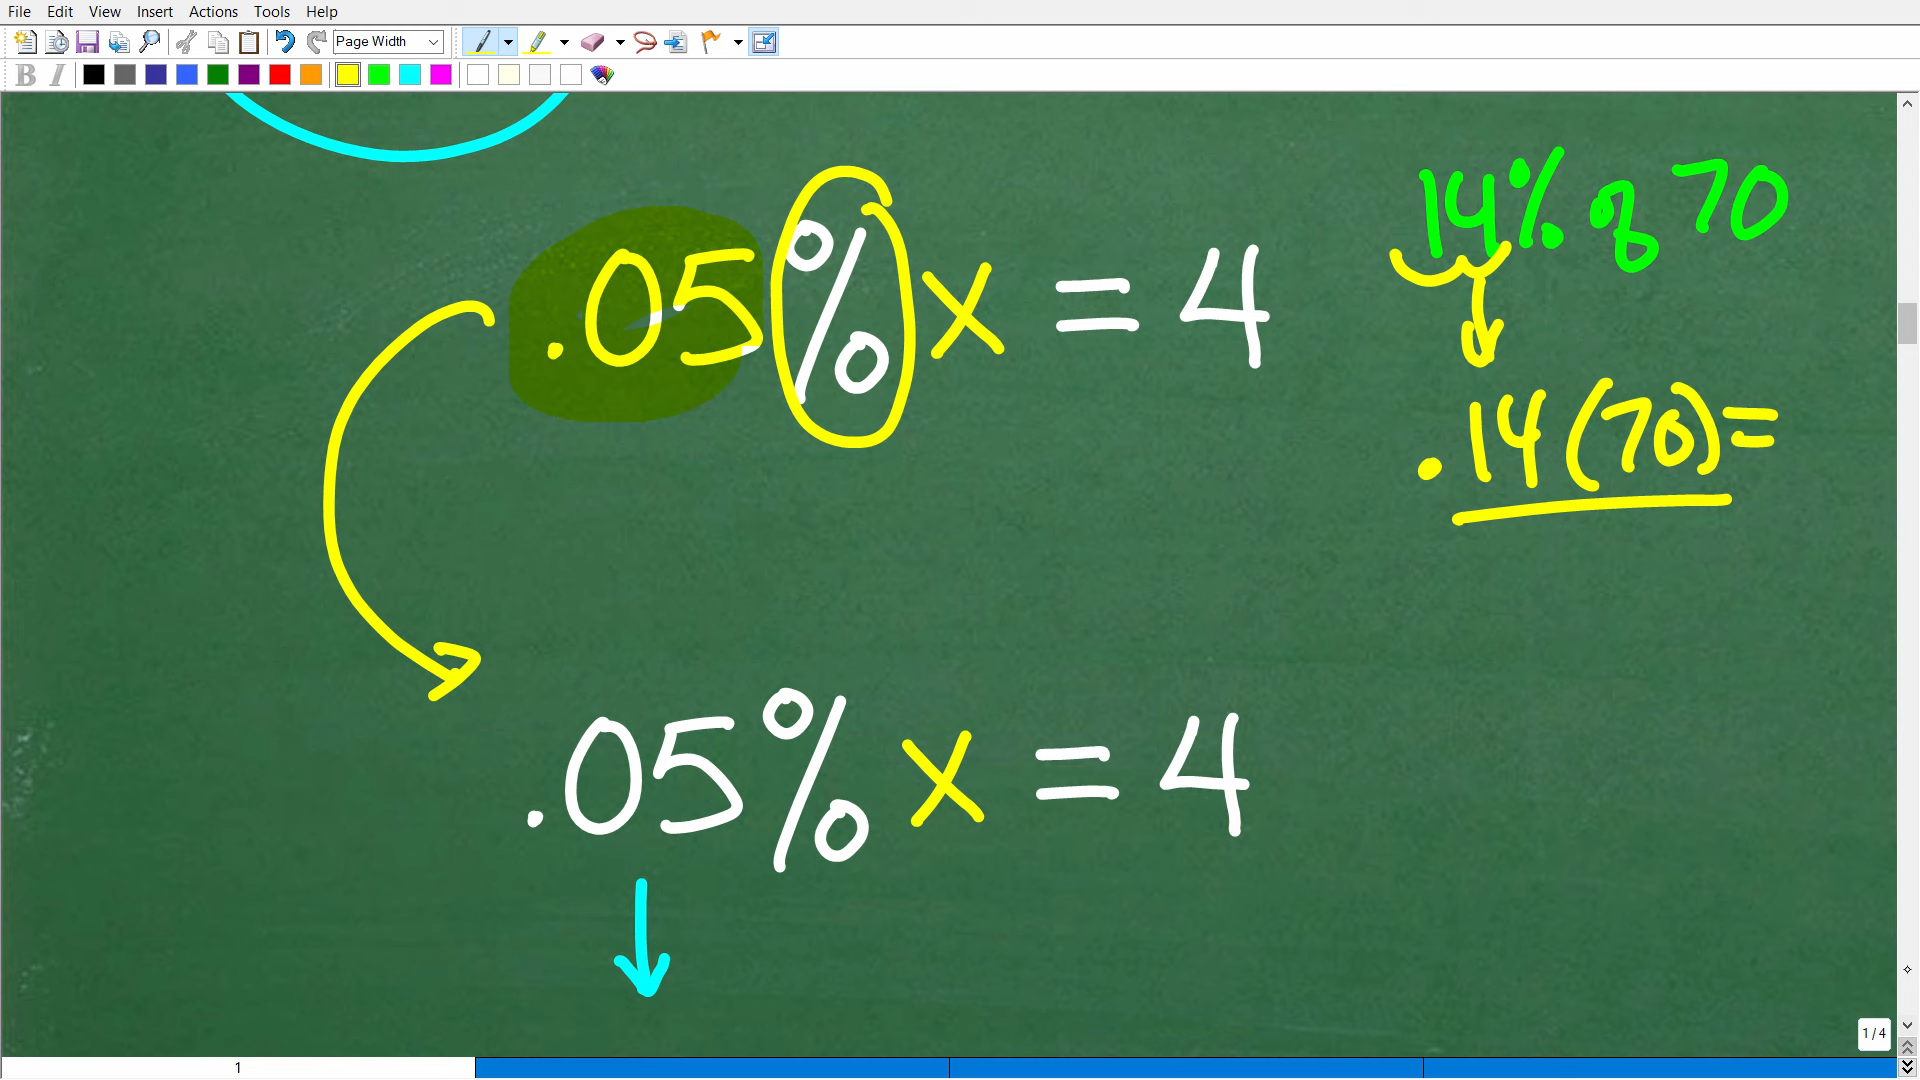 File Edit View Insert Actions Tools Help
Page Width
B I
14% of 70
.05% x = 4
.14(70)=
.05% x = 4
1 / 4
1